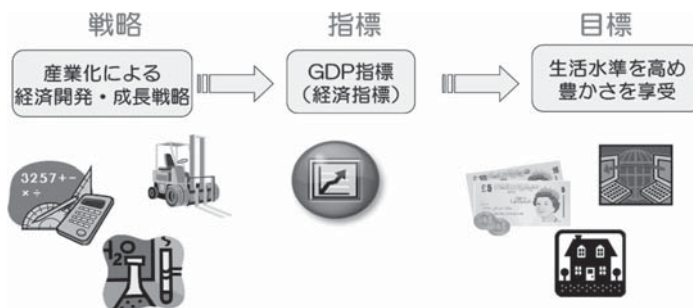 戦略
指標
目標
産業化による
経済開発・成長戦略
GDP指標
（経済指標）
生活水準を高め
豊かさを享受
3257+-
×÷
H2O
£5